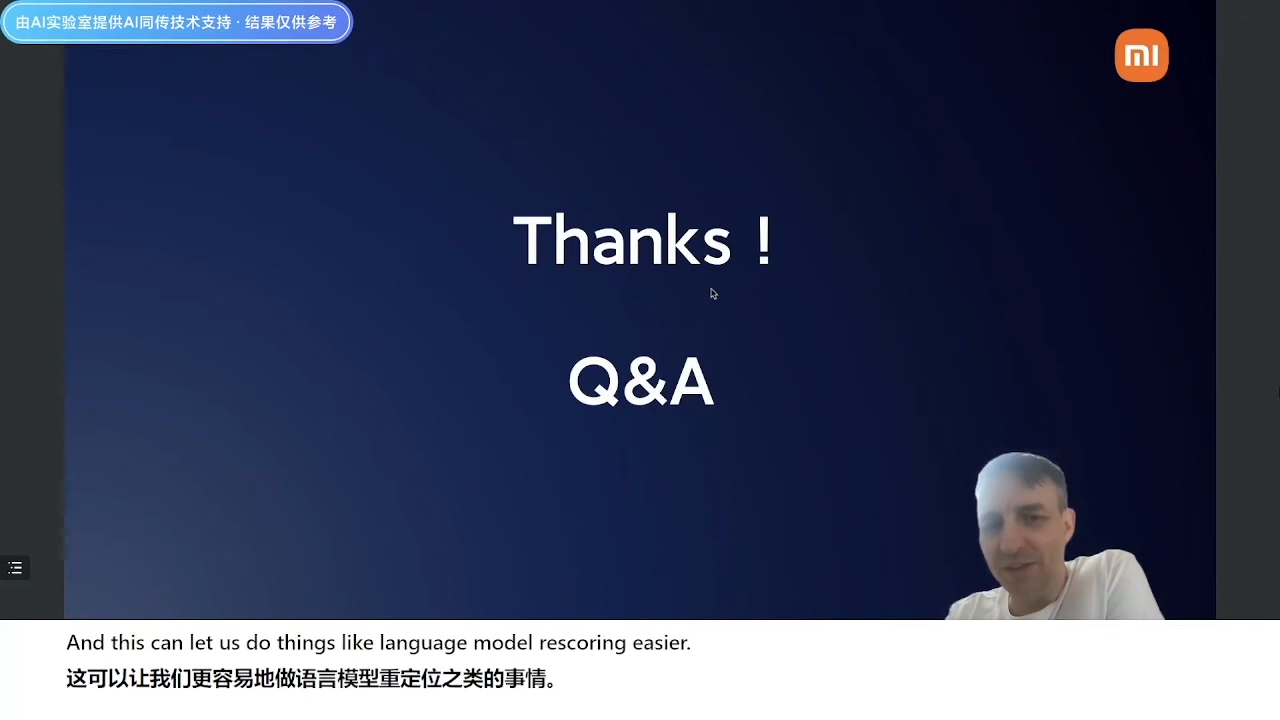 由AI实验室提供AI同传技术支持 · 结果仅供参考
mi
Thanks !
Q&A
And this can let us do things like language model rescoring easier.
这可以让我们更容易地做语言模型重定位之类的事情。